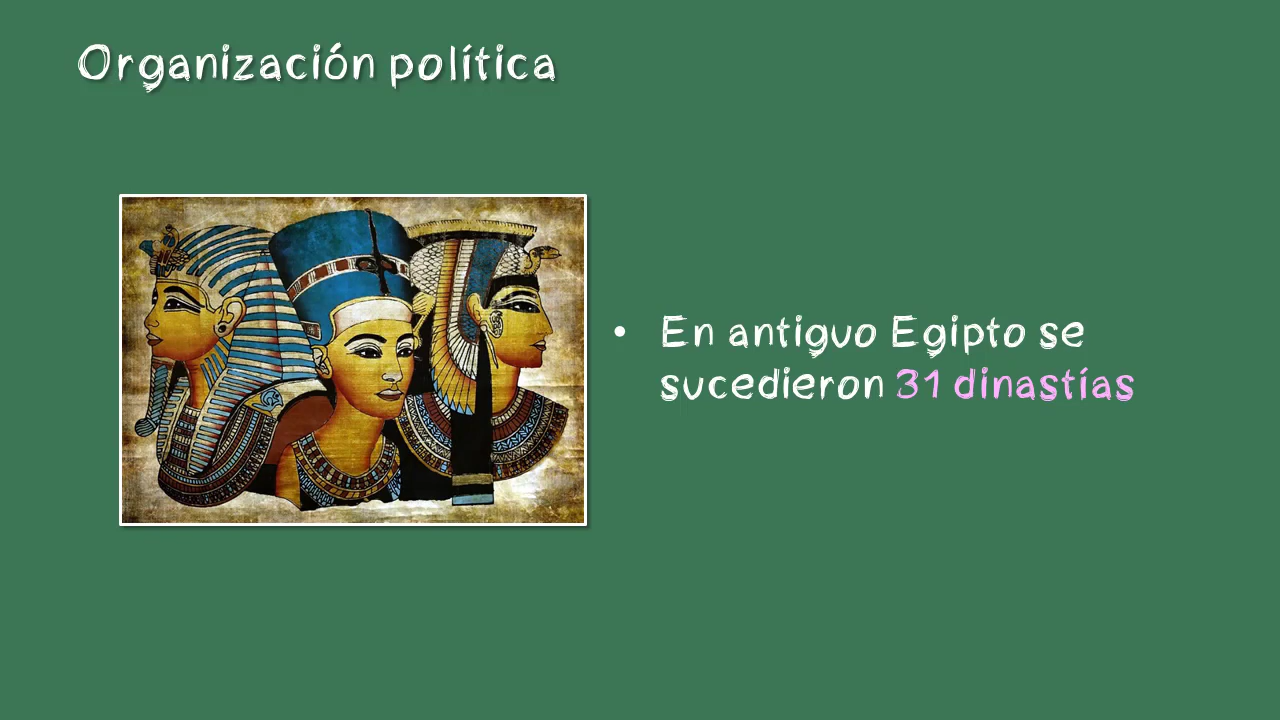 Organización política
• En antiguo Egipto se
sucedieron 31 dinastías